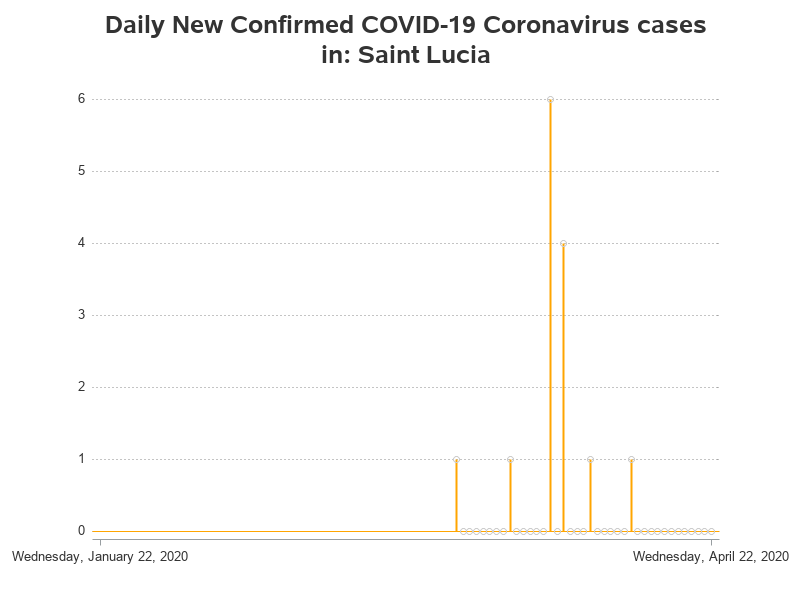 Daily New Confirmed COVID-19 Coronavirus cases
in: Saint Lucia
6
5
4
3
2
1
0
Wednesday, January 22, 2020 Wednesday, April 22, 2020